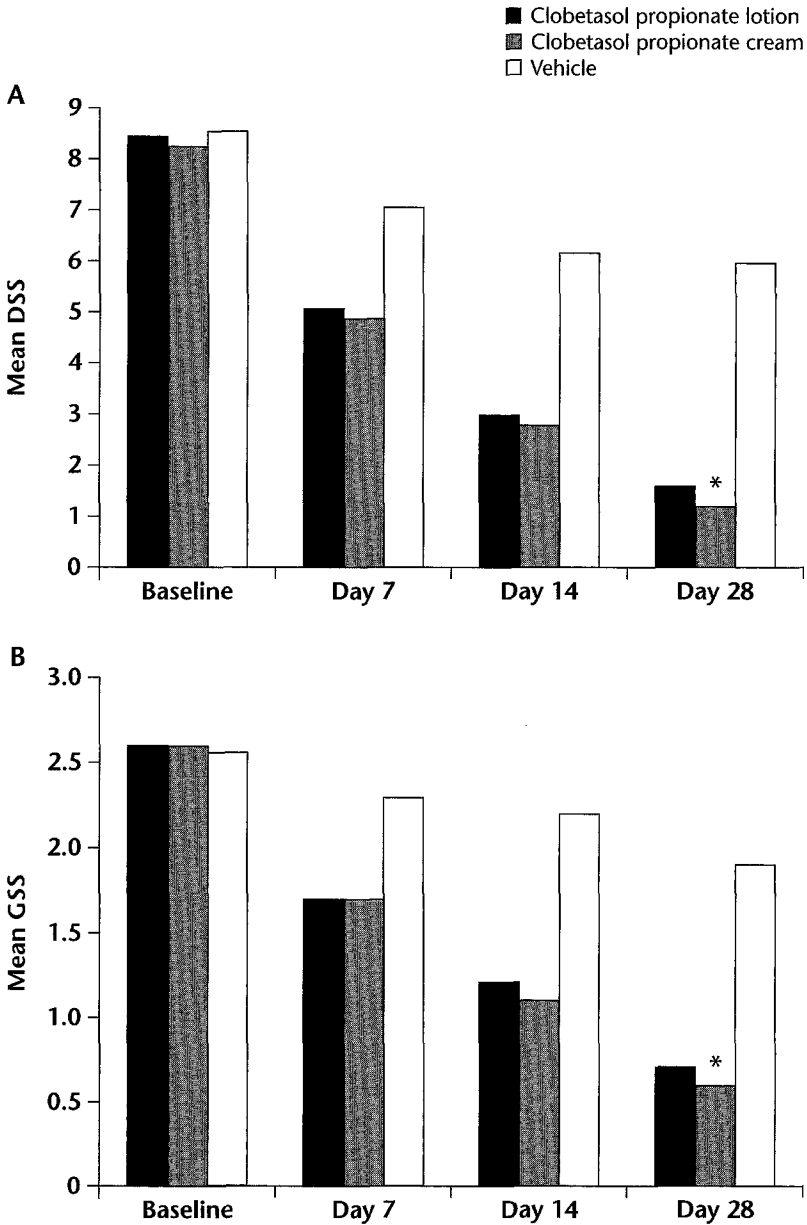 Clobetasol propionate lotion
Clobetasol propionate cream
Vehicle
A
9
8
7
6
5
4
3
2
1
0
Mean DSS
*
Baseline Day 7 Day 14 Day 28
B
3.0
2.5
2.0
1.5
1.0
0.5
0
Mean GSS
*
Baseline Day 7 Day 14 Day 28